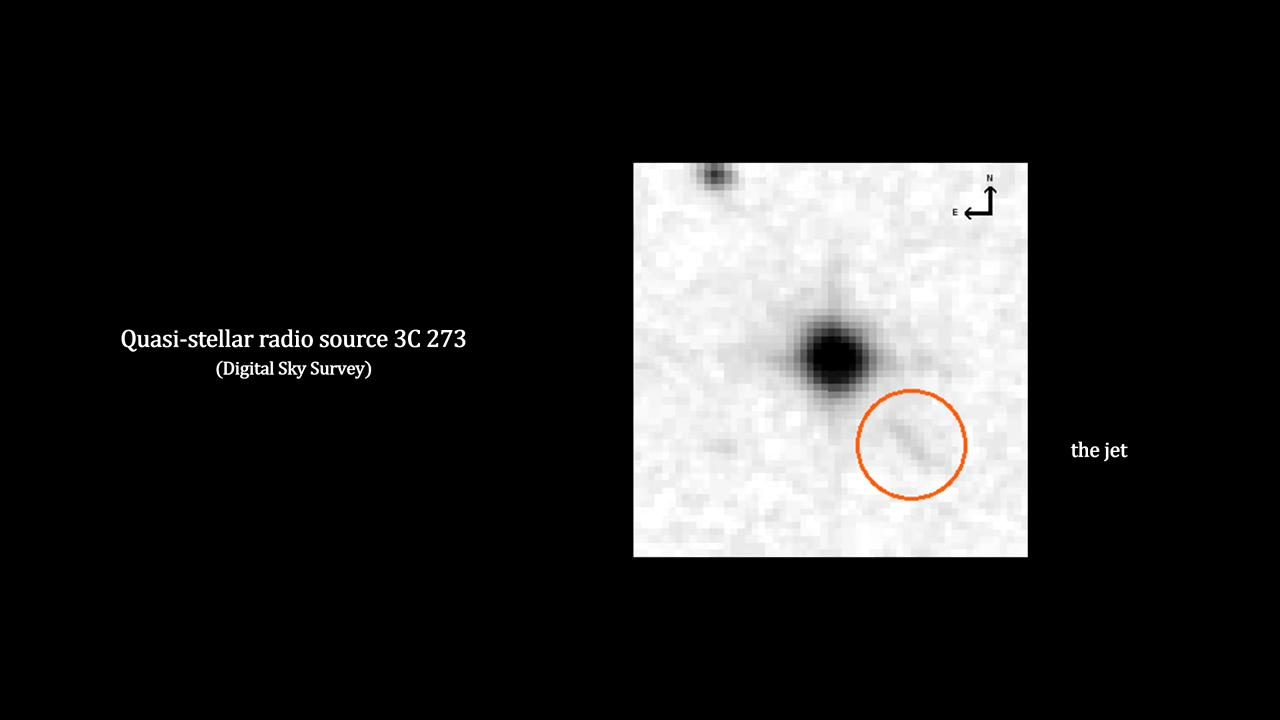 Quasi-stellar radio source 3C 273
(Digital Sky Survey)
N
E
the jet